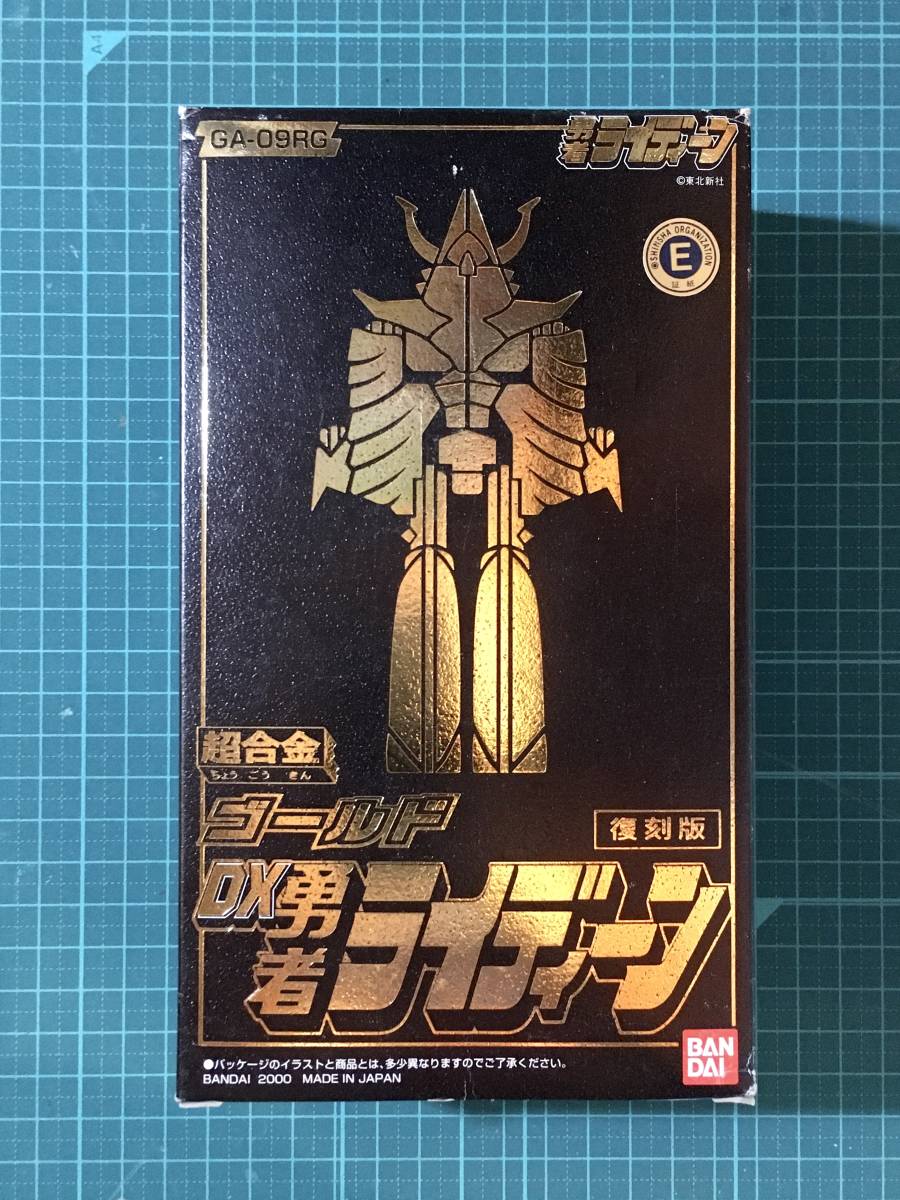 A4
GA-09RG
勇者ライディーン
©東北新社
SHINSHA ORGANIZATION
E
証紙
超合金
ちょう ごう きん
ゴールド
復刻版
DX勇者ライディーン
●パッケージのイラストと商品とは、多少異なりますのでご了承ください。
BANDAI 2000 MADE IN JAPAN
BAN
DAI